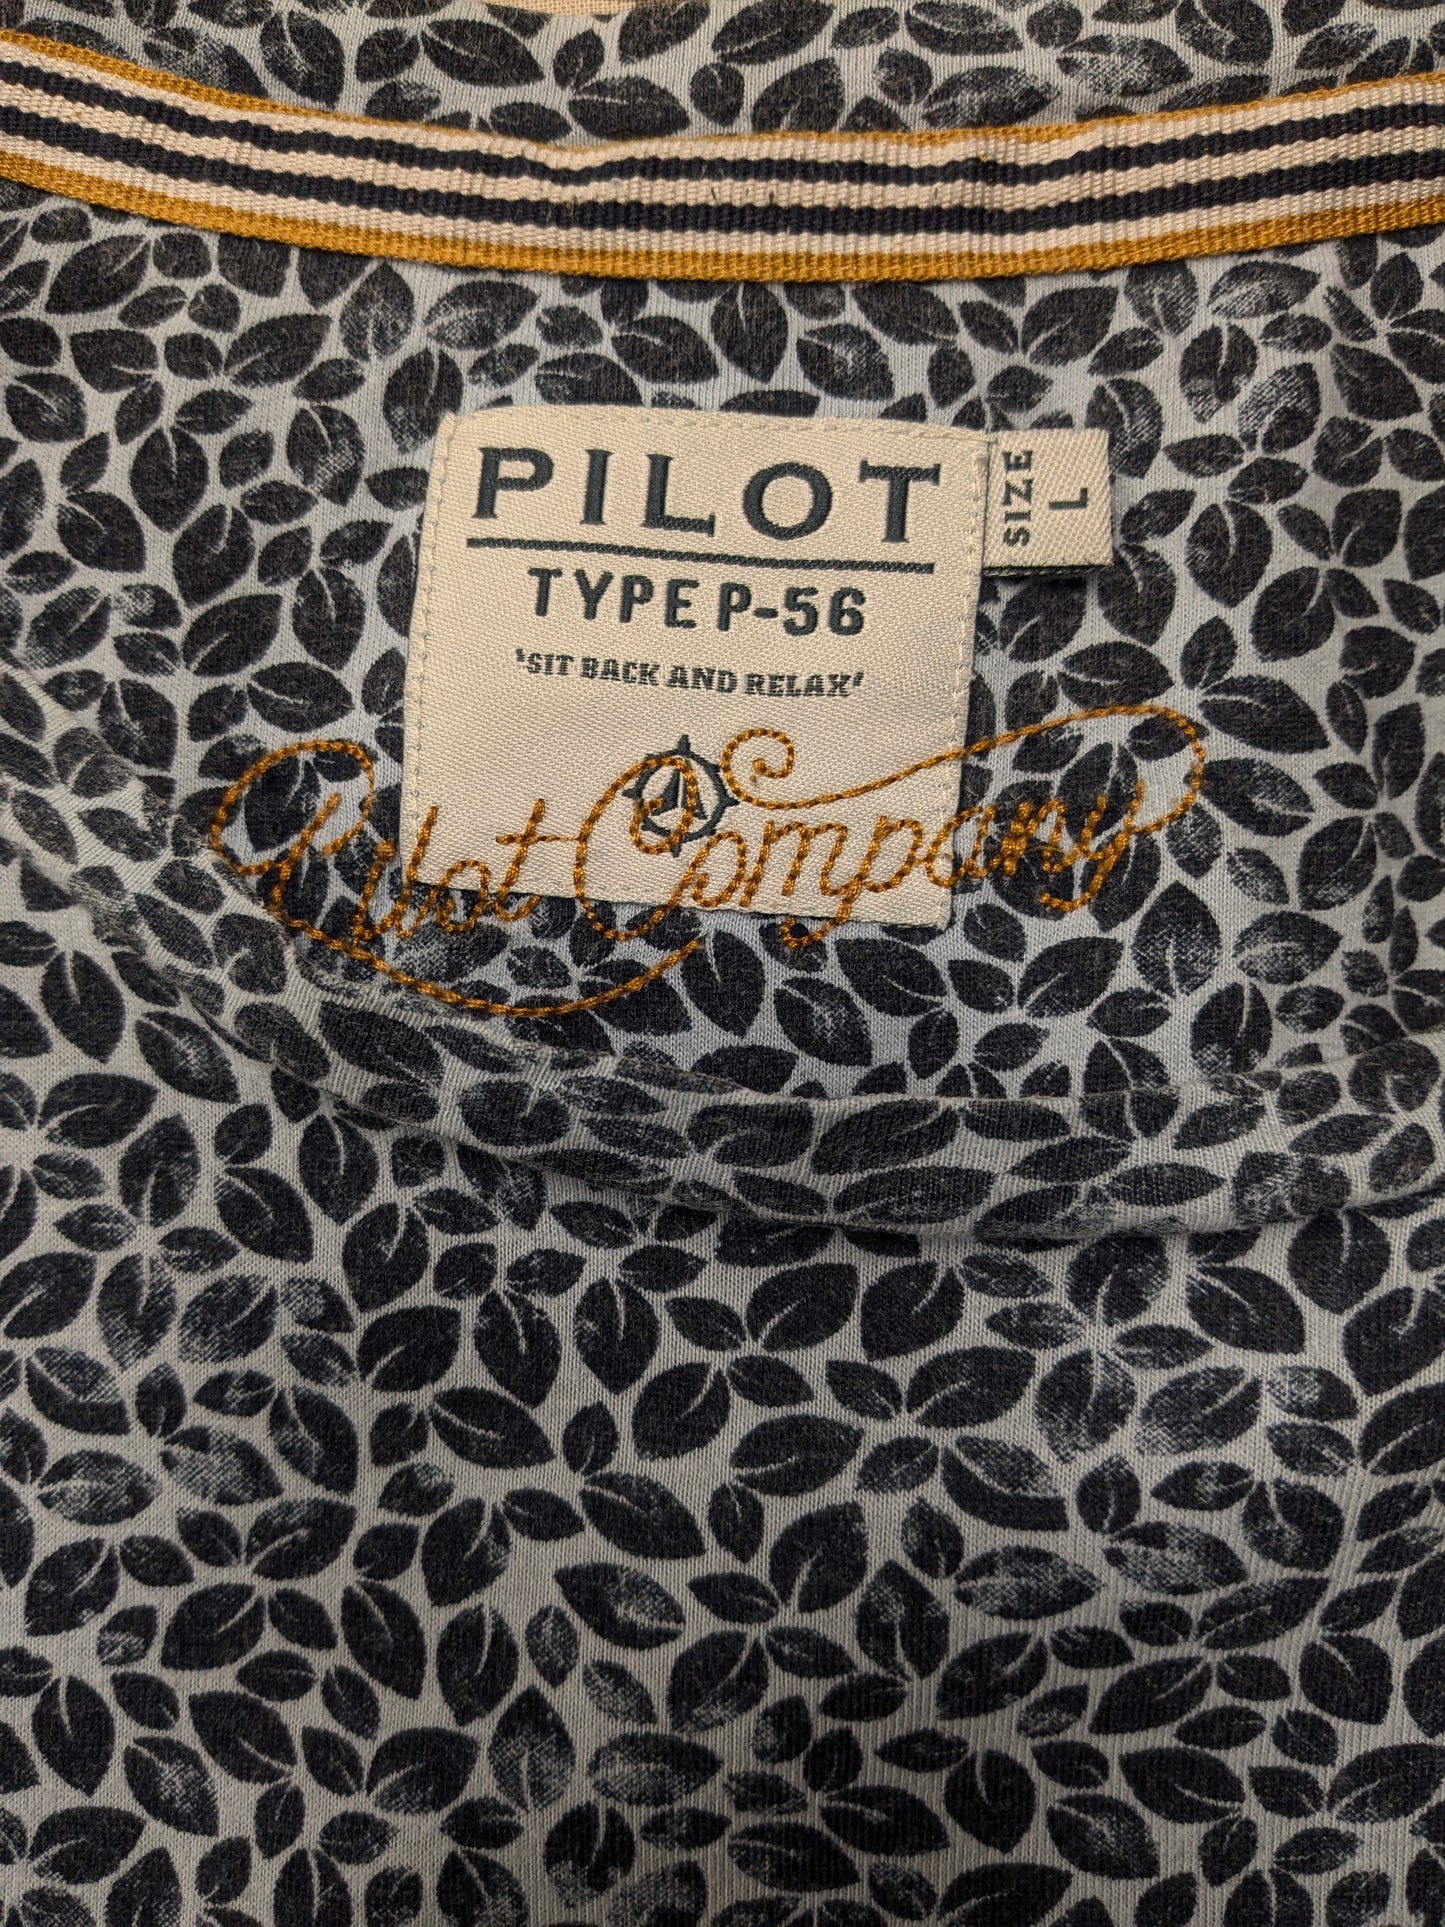 PILOT
TYPE P-56
'SIT BACK AND RELAX'
Pilot Company
SIZE
L